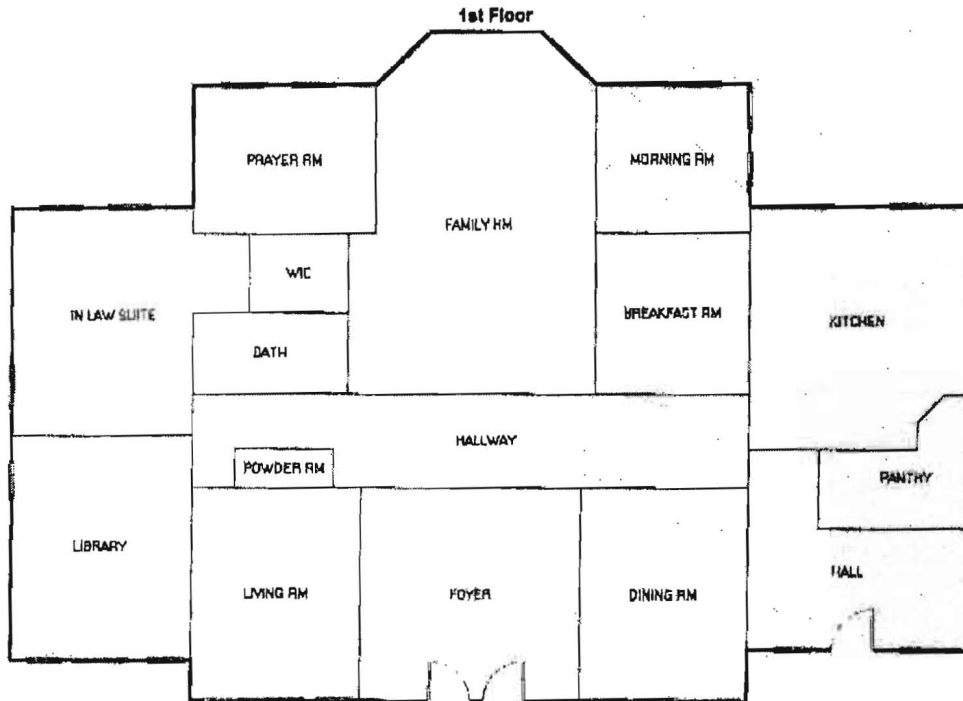 1st Floor
PRAYER RM
MORNING RM
FAMILY RM
WIC
IN LAW SUITE
BREAKFAST RM
KITCHEN
BATH
HALLWAY
POWDER RM
PANTRY
LIBRARY
HALL
LIVING RM
FOYER
DINING RM